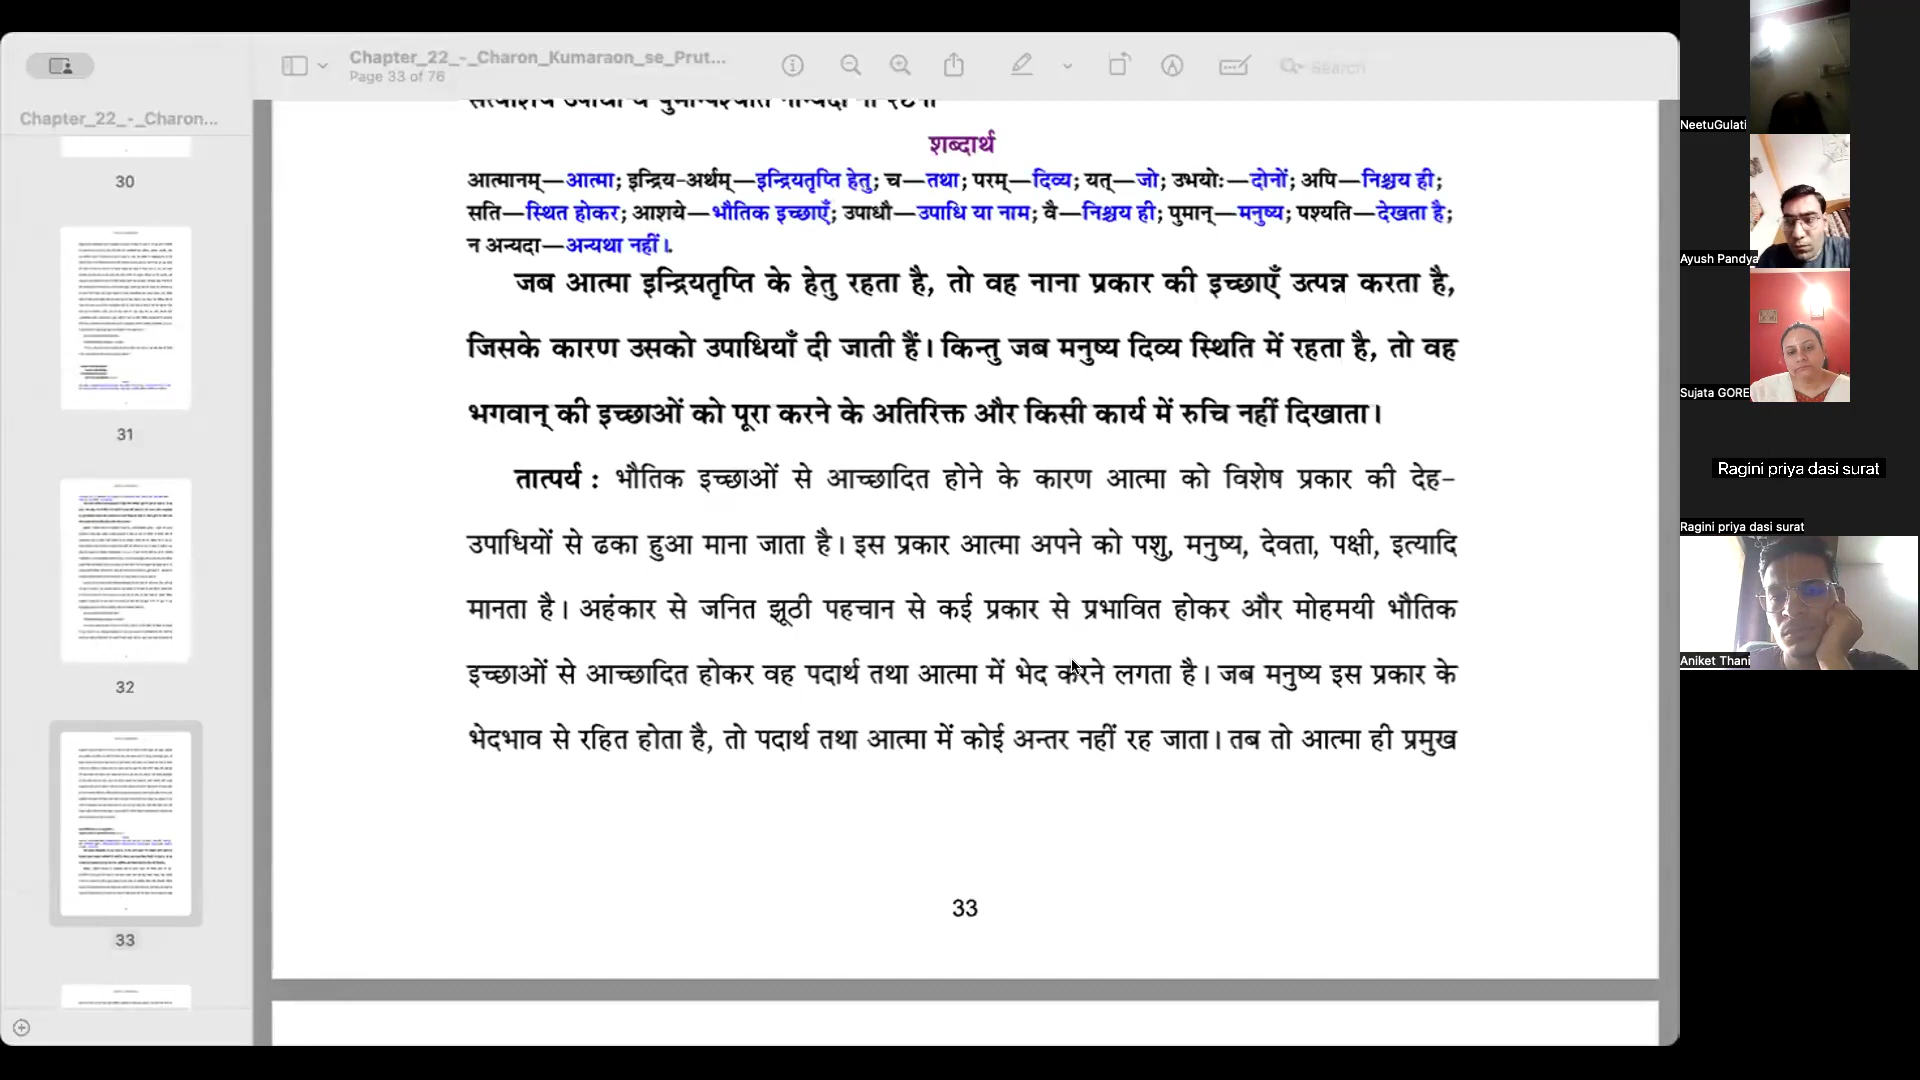 Chapter_22_-_Charon_Kumaraon_se_Prut...
Page 33 of 76
Search
Chapter_22_-_Charon...
30
31
32
33
शब्दार्थ
आत्मानम्—आत्मा; इन्द्रिय-अर्थम्—इन्द्रियतृप्ति हेतु; च—तथा; परम्—दिव्य; यत्—जो; उभयोः—दोनों; अपि—निश्चय ही;
सति—स्थित होकर; आशये—भौतिक इच्छाएँ; उपाधौ—उपाधि या नाम; वै—निश्चय ही; पुमान्—मनुष्य; पश्यति—देखता है;
न अन्यदा—अन्यथा नहीं।.
जब आत्मा इन्द्रियतृप्ति के हेतु रहता है, तो वह नाना प्रकार की इच्छाएँ उत्पन्न करता है,
जिसके कारण उसको उपाधियाँ दी जाती हैं। किन्तु जब मनुष्य दिव्य स्थिति में रहता है, तो वह
भगवान् की इच्छाओं को पूरा करने के अतिरिक्त और किसी कार्य में रुचि नहीं दिखाता।
तात्पर्य : भौतिक इच्छाओं से आच्छादित होने के कारण आत्मा को विशेष प्रकार की देह-
उपाधियों से ढका हुआ माना जाता है। इस प्रकार आत्मा अपने को पशु, मनुष्य, देवता, पक्षी, इत्यादि
मानता है। अहंकार से जनित झूठी पहचान से कई प्रकार से प्रभावित होकर और मोहमयी भौतिक
इच्छाओं से आच्छादित होकर वह पदार्थ तथा आत्मा में भेद करने लगता है। जब मनुष्य इस प्रकार के
भेदभाव से रहित होता है, तो पदार्थ तथा आत्मा में कोई अन्तर नहीं रह जाता। तब तो आत्मा ही प्रमुख
33
NeetuGulati
Ayush Pandya
Sujata GORE
Ragini priya dasi surat
Ragini priya dasi surat
Aniket Thani